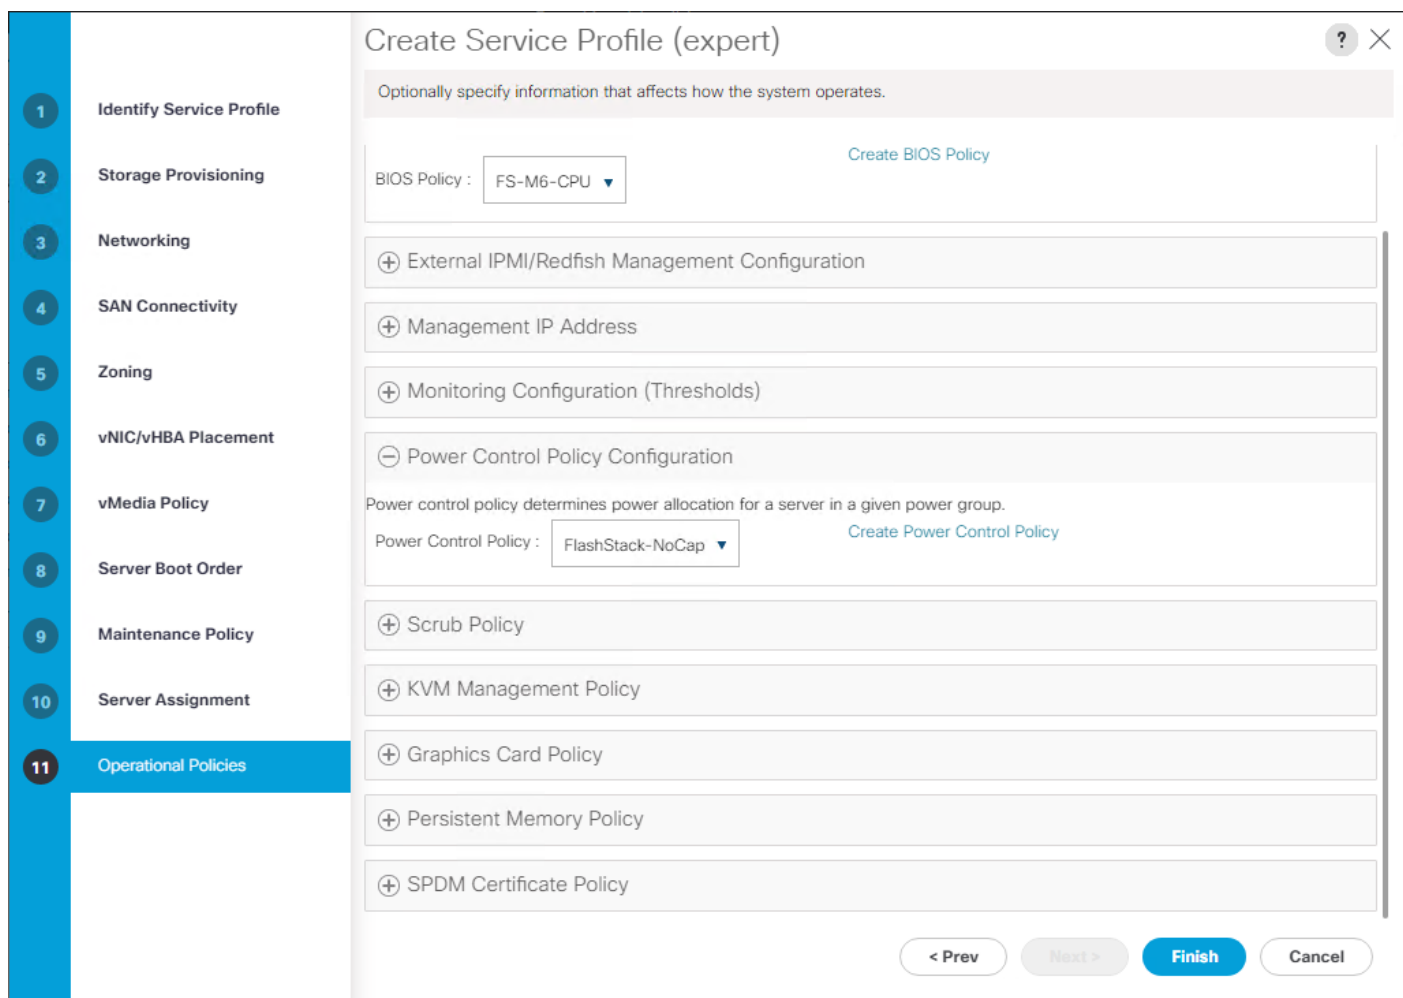 Create Service Profile (expert)
?
Optionally specify information that affects how the system operates.
1 Identify Service Profile
2 Storage Provisioning
3 Networking
4 SAN Connectivity
5 Zoning
6 vNIC/vHBA Placement
7 vMedia Policy
8 Server Boot Order
9 Maintenance Policy
10 Server Assignment
11 Operational Policies
BIOS Policy : FS-M6-CPU
Create BIOS Policy
External IPMI/Redfish Management Configuration
Management IP Address
Monitoring Configuration (Thresholds)
Power Control Policy Configuration
Power control policy determines power allocation for a server in a given power group.
Power Control Policy : FlashStack-NoCap
Create Power Control Policy
Scrub Policy
KVM Management Policy
Graphics Card Policy
Persistent Memory Policy
SPDM Certificate Policy
< Prev
Next >
Finish
Cancel